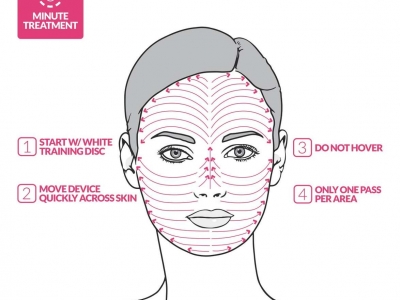 MINUTE
TREATMENT
1 START W/ WHITE
TRAINING DISC
2 MOVE DEVICE
QUICKLY ACROSS SKIN
3 DO NOT HOVER
4 ONLY ONE PASS
PER AREA